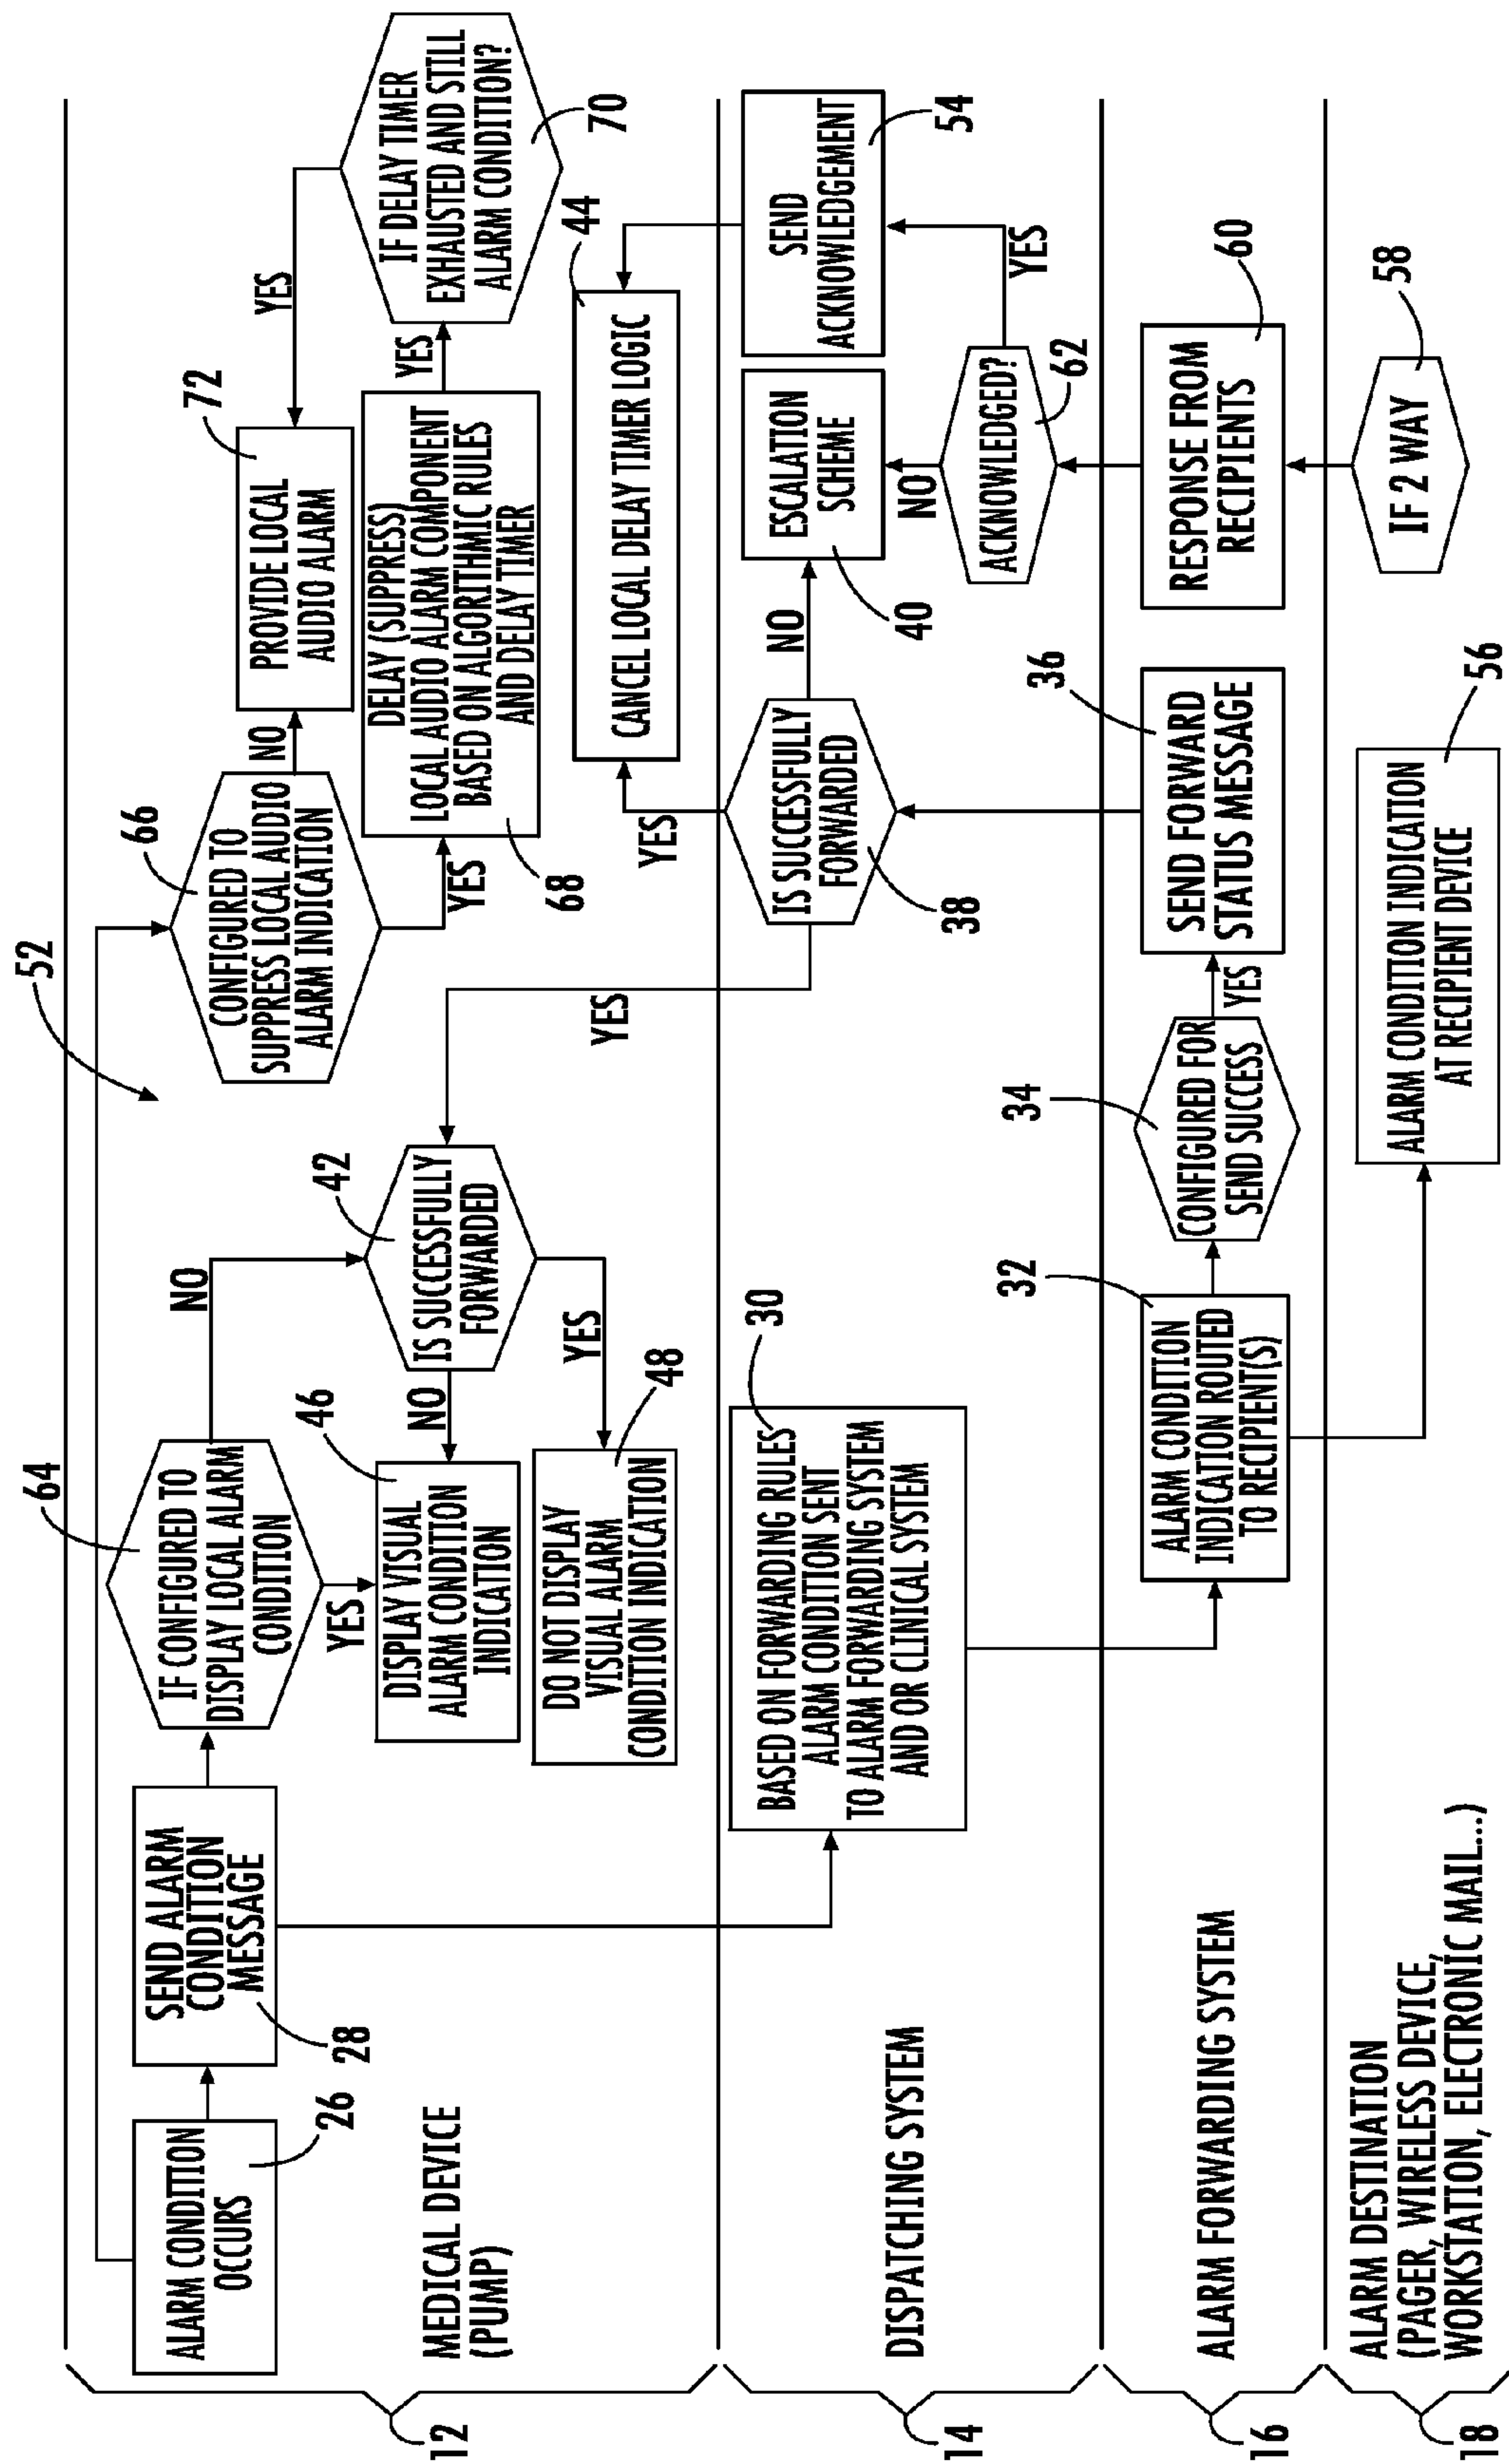 52
12
ALARM CONDITION
OCCURS
26
SEND ALARM
CONDITION
MESSAGE
28
64
IF CONFIGURED TO
DISPLAY LOCAL ALARM
CONDITION
NO
YES
46
DISPLAY VISUAL
ALARM CONDITION
INDICATION
NO
42
IS SUCCESSFULLY
FORWARDED
YES
DO NOT DISPLAY
VISUAL ALARM
CONDITION INDICATION
48
YES
66
CONFIGURED TO
SUPPRESS LOCAL AUDIO
ALARM INDICATION
NO
YES
72
PROVIDE LOCAL
AUDIO ALARM
YES
DELAY (SUPPRESS)
LOCAL AUDIO ALARM COMPONENT
BASED ON ALGORITHMIC RULES
AND DELAY TIMER
68
YES
IF DELAY TIMER
EXHAUSTED AND STILL
ALARM CONDITION?
70
44
CANCEL LOCAL DELAY TIMER LOGIC
YES
MEDICAL DEVICE
(PUMP)
14
DISPATCHING SYSTEM
30
BASED ON FORWARDING RULES
ALARM CONDITION SENT
TO ALARM FORWARDING SYSTEM
AND OR CLINICAL SYSTEM
IS SUCCESSFULLY
FORWARDED
38
NO
ESCALATION
SCHEME
40
SEND
ACKNOWLEDGEMENT
54
NO
ACKNOWLEDGED?
62
YES
16
ALARM FORWARDING SYSTEM
32
ALARM CONDITION
INDICATION ROUTED
TO RECIPIENT(S)
34
CONFIGURED FOR
SEND SUCCESS
YES
36
SEND FORWARD
STATUS MESSAGE
RESPONSE FROM
RECIPIENTS
60
18
ALARM DESTINATION
(PAGER, WIRELESS DEVICE,
WORKSTATION, ELECTRONIC MAIL...)
ALARM CONDITION INDICATION
AT RECIPIENT DEVICE
56
IF 2 WAY
58